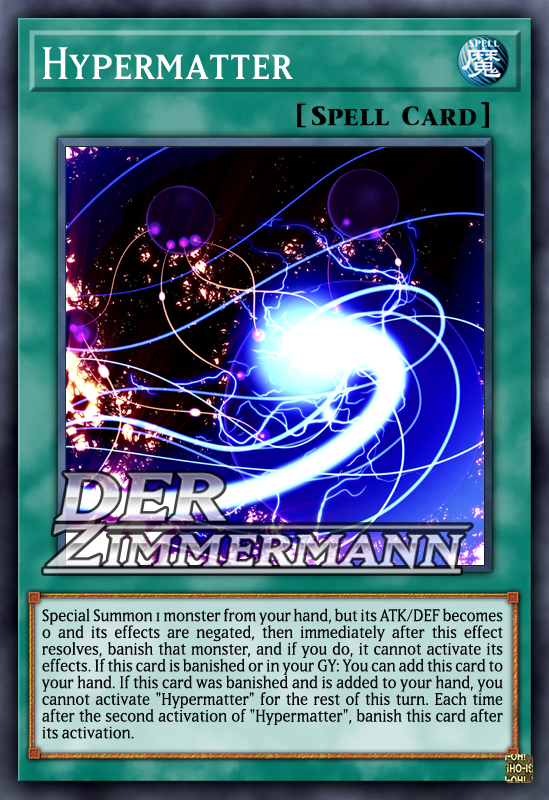 HYPERMATTER
SPELL
魔
[SPELL CARD]
DER
ZIMMERMANN
Special Summon 1 monster from your hand, but its ATK/DEF becomes
0 and its effects are negated, then immediately after this effect
resolves, banish that monster, and if you do, it cannot activate its
effects. If this card is banished or in your GY: You can add this card to
your hand. If this card was banished and is added to your hand, you
cannot activate "Hypermatter" for the rest of this turn. Each time
after the second activation of "Hypermatter", banish this card after
its activation.